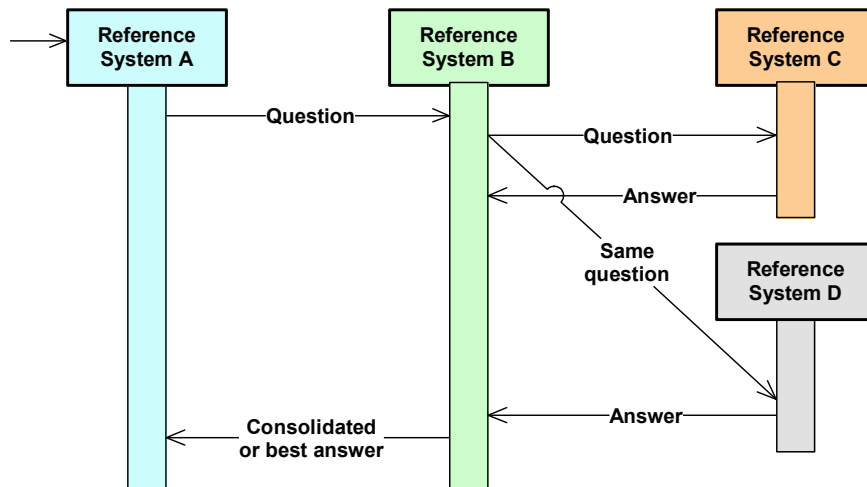 Reference
System A
Reference
System B
Reference
System C
Question
Question
Answer
Same
question
Reference
System D
Answer
Consolidated
or best answer